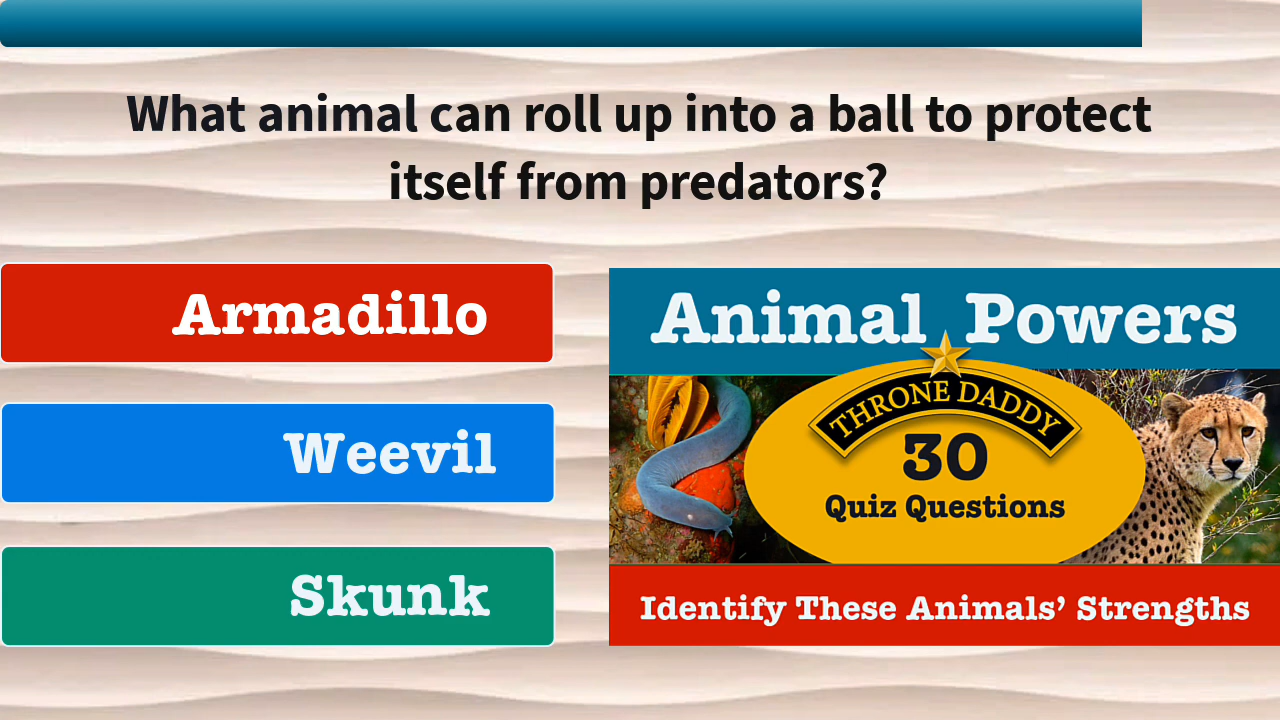 What animal can roll up into a ball to protect
itself from predators?
Armadillo
Weevil
Skunk
Animal Powers
THRONE DADDY
30
Quiz Questions
Identify These Animals’ Strengths